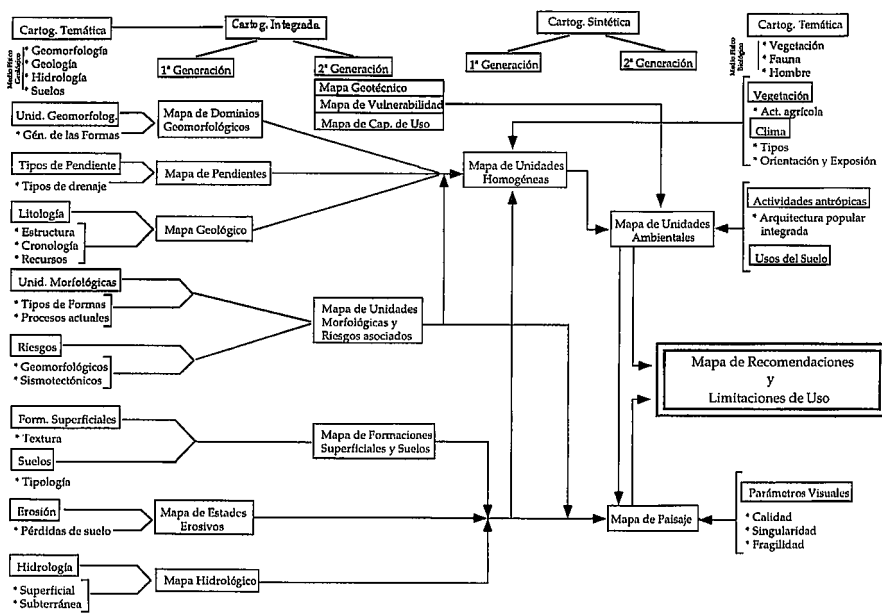 Cartog. Temática
Medio Físico
Geológico
* Geomorfología
* Geología
* Hidrología
* Suelos
Cartog. Integrada
1ª Generación
2ª Generación
Cartog. Sintética
1ª Generación
2ª Generación
Cartog. Temática
Medio Físico
Biológico
* Vegetación
* Fauna
* Hombre
Mapa Geotécnico
Mapa de Vulnerabilidad
Mapa de Cap. de Uso
Unid. Geomorfolog.
* Gén. de las Formas
Mapa de Dominios
Geomorfológicos
Tipos de Pendiente
* Tipos de drenaje
Mapa de Pendientes
Litología
* Estructura
* Cronología
* Recursos
Mapa Geológico
Mapa de Unidades
Homogéneas
Vegetación
* Act. agrícola
Clima
* Tipos
* Orientación y Exposión
Mapa de Unidades
Ambientales
Actividades antrópicas
* Arquitectura popular
integrada
Usos del Suelo
Unid. Morfológicas
* Tipos de Formas
* Procesos actuales
Riesgos
* Geomorfológicos
* Sismotectónicos
Mapa de Unidades
Morfológicas y
Riesgos asociados
Mapa de Recomendaciones
y
Limitaciones de Uso
Form. Superficiales
* Textura
Suelos
* Tipología
Mapa de Formaciones
Superficiales y Suelos
Erosión
* Pérdidas de suelo
Mapa de Estados
Erosivos
Mapa de Paisaje
Parámetros Visuales
* Calidad
* Singularidad
* Fragilidad
Hidrología
* Superficial
* Subterránea
Mapa Hidrológico